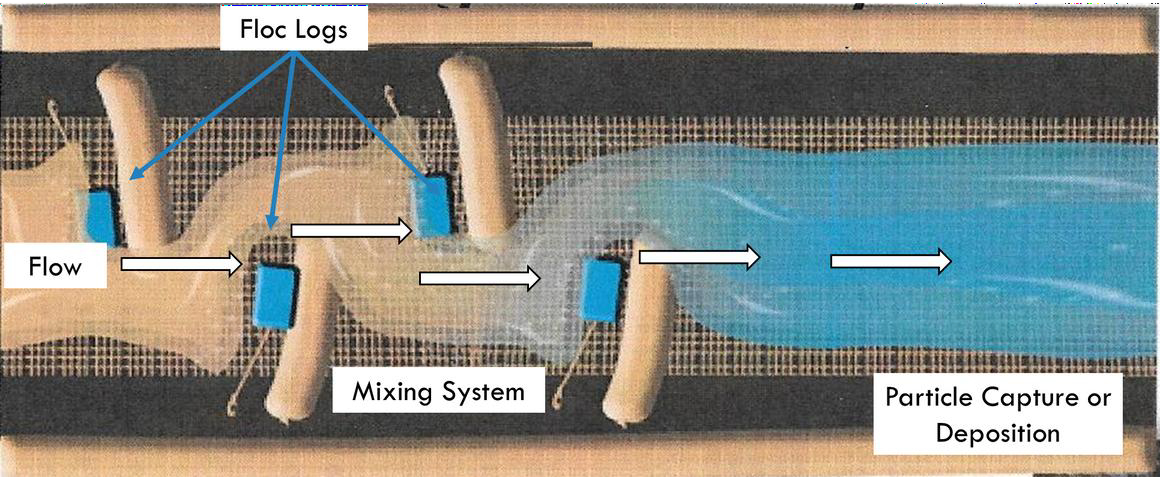 Floc Logs
Flow
Mixing System
Particle Capture or
Deposition